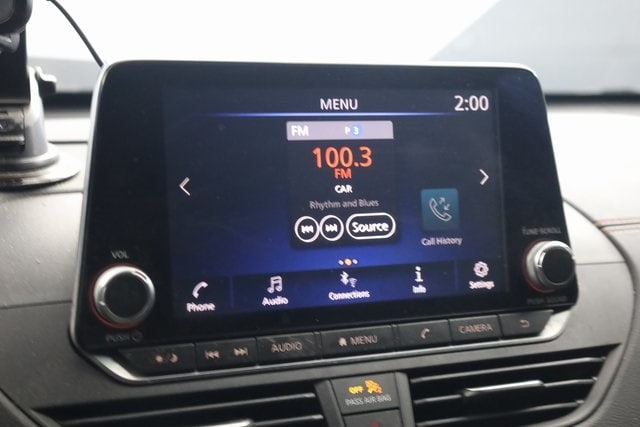 MENU 2:00
FM P 3
100.3
FM
CAR
Rhythm and Blues
Source
Call History
Phone Audio Connections Info Settings
VOL
PUSH
TUNE·SCROLL
PUSH SOUND
AUDIO MENU CAMERA
OFF
PASS AIR BAG